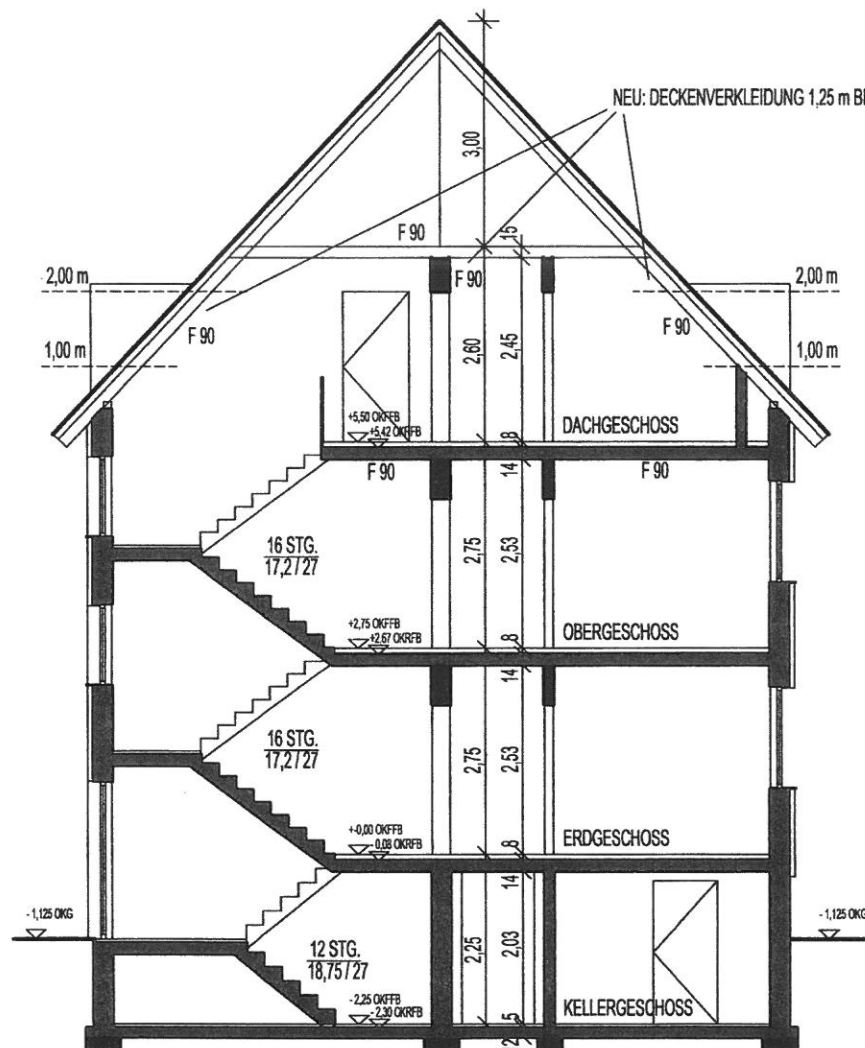 NEU: DECKENVERKLEIDUNG 1,25 m
3,00
F 90
15
F 90
2,00 m
2,00 m
F 90
F 90
1,00 m
1,00 m
2,60
2,45
+5,50 OKFFB
+5,42 OKRFB
DACHGESCHOSS
8
F 90
14
F 90
16 STG.
17,2 / 27
2,75
2,53
+2,75 OKFFB
+2,67 OKRFB
OBERGESCHOSS
8
14
16 STG.
17,2 / 27
2,75
2,53
+-0,00 OKFFB
- 0,08 OKRFB
ERDGESCHOSS
8
14
- 1,125 OKG
- 1,125 OKG
12 STG.
18,75 / 27
2,25
2,03
- 2,25 OKFFB
- 2,30 OKRFB
KELLERGESCHOSS
5